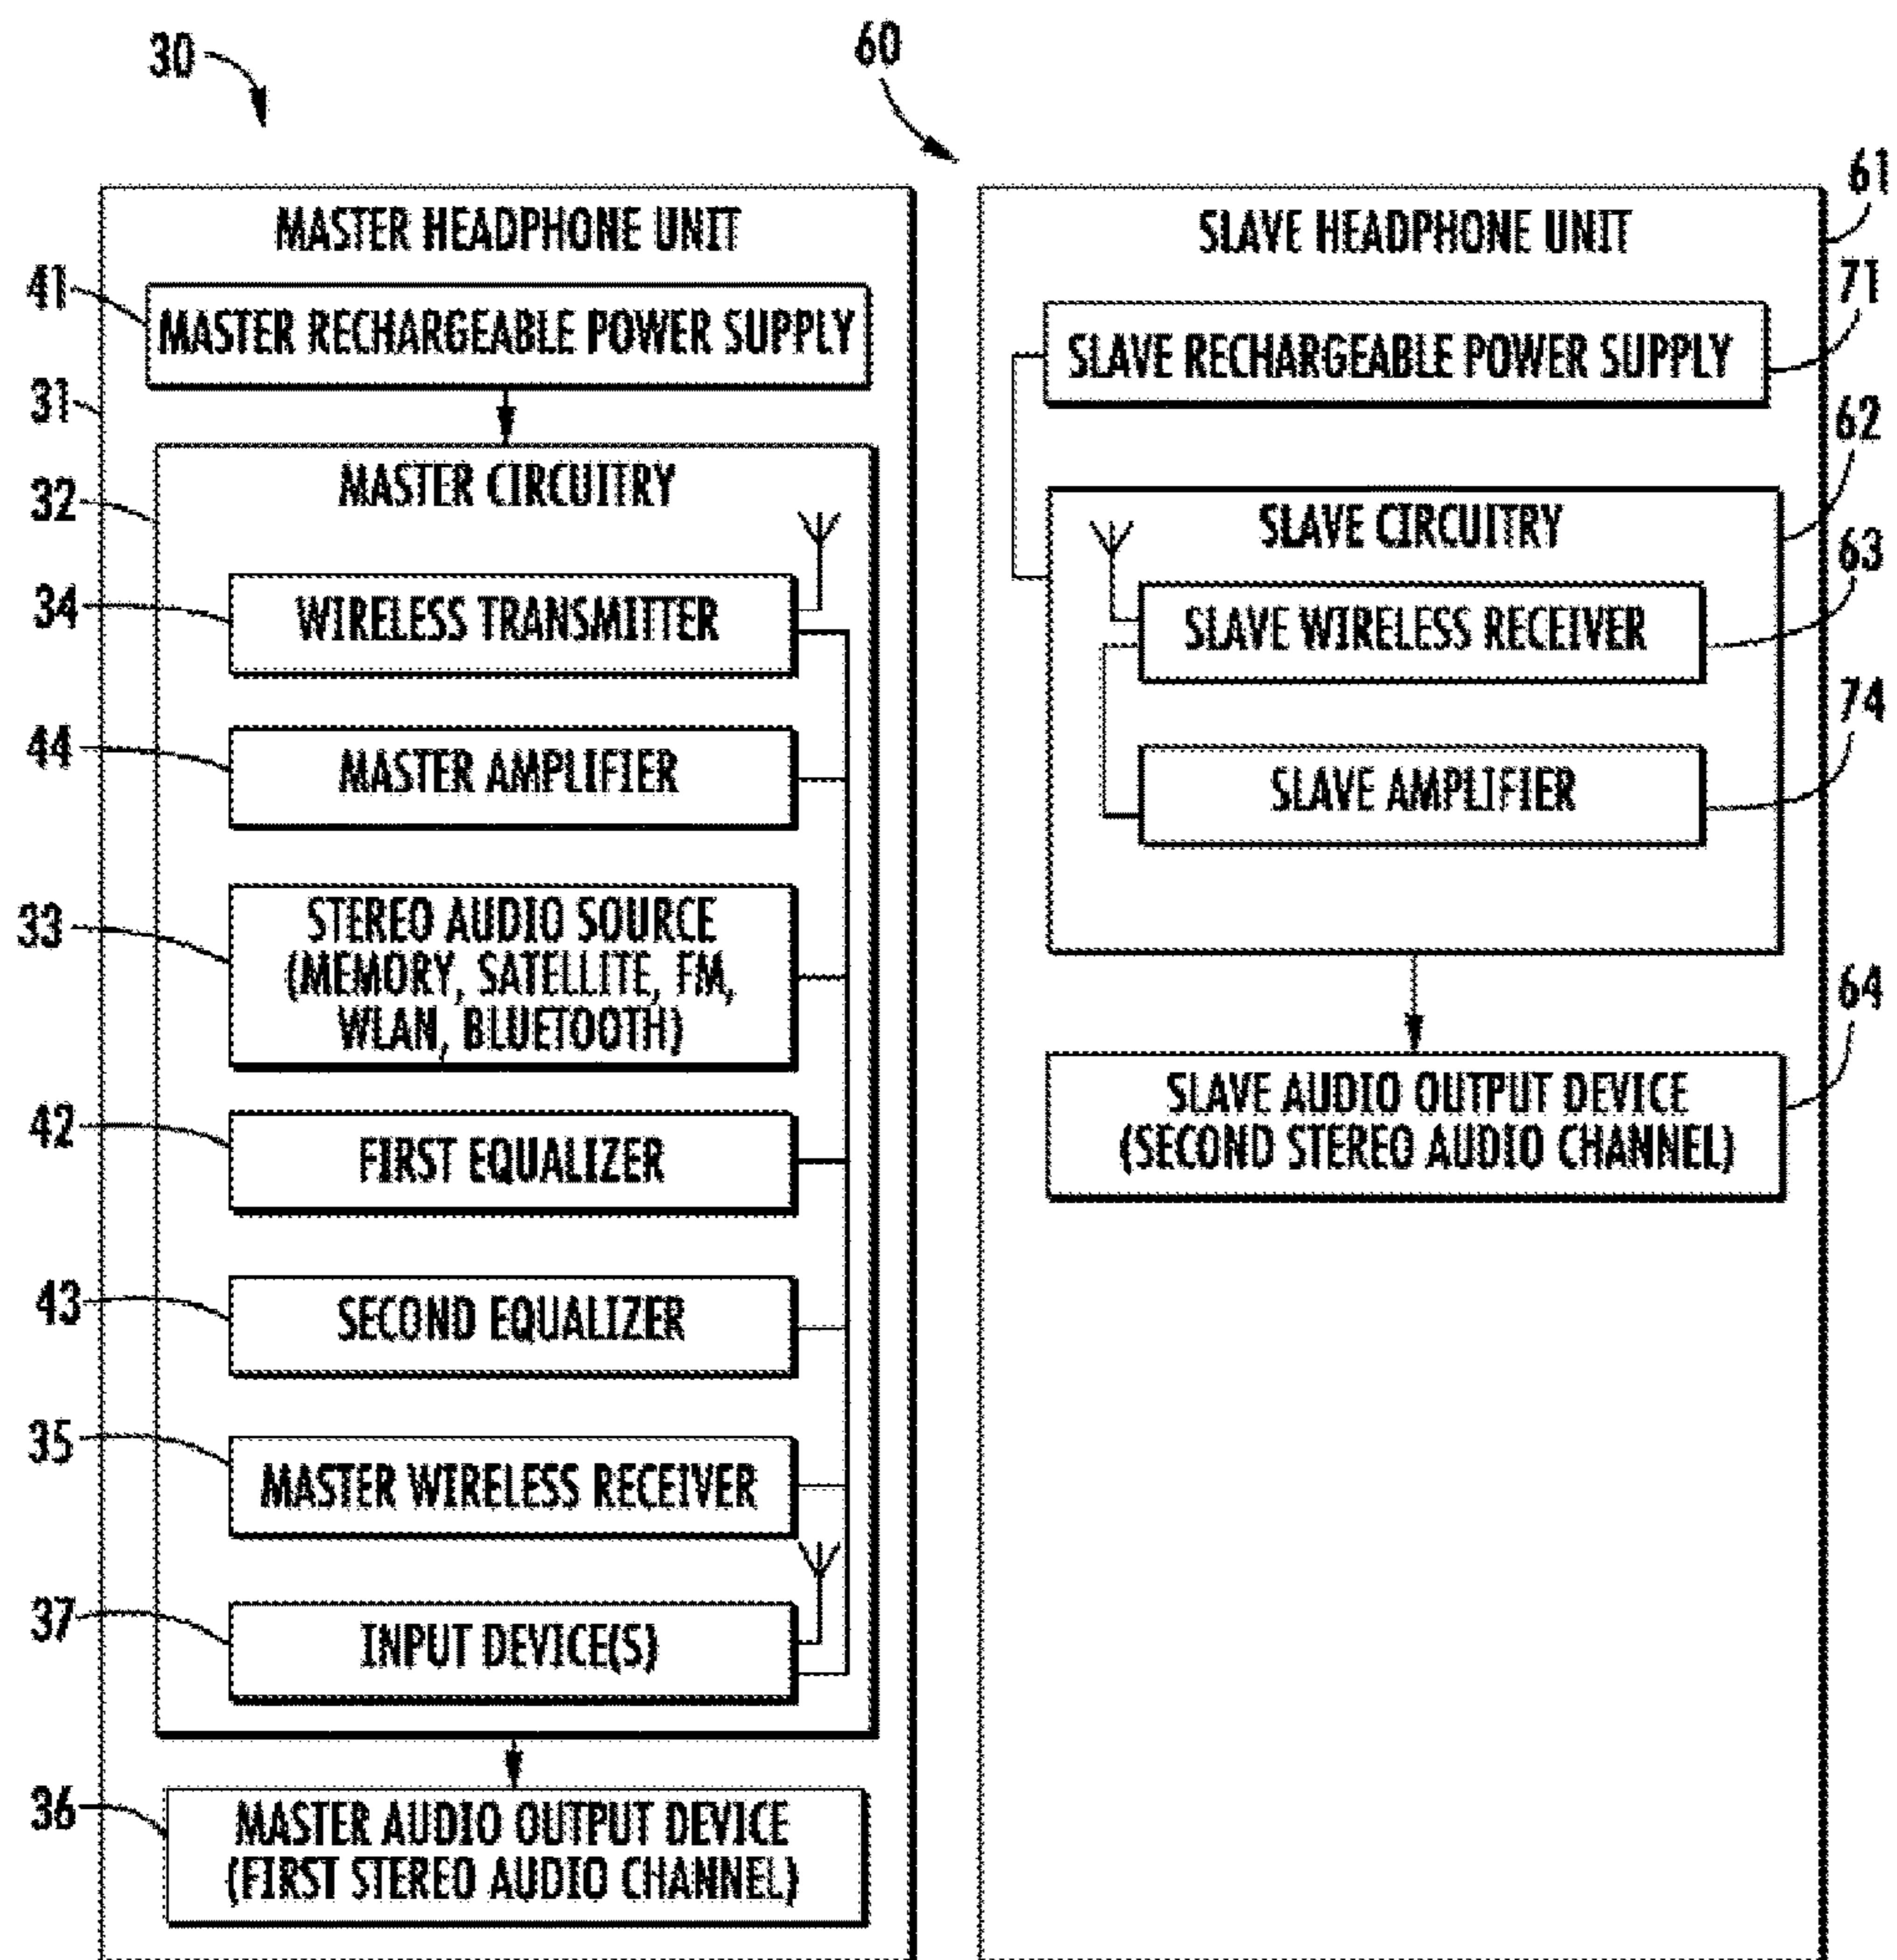 30
60
MASTER HEADPHONE UNIT
41
MASTER RECHARGEABLE POWER SUPPLY
31
32
MASTER CIRCUITRY
34
WIRELESS TRANSMITTER
44
MASTER AMPLIFIER
33
STEREO AUDIO SOURCE
(MEMORY, SATELLITE, FM,
WLAN, BLUETOOTH)
42
FIRST EQUALIZER
43
SECOND EQUALIZER
35
MASTER WIRELESS RECEIVER
37
INPUT DEVICE(S)
36
MASTER AUDIO OUTPUT DEVICE
(FIRST STEREO AUDIO CHANNEL)
61
SLAVE HEADPHONE UNIT
71
SLAVE RECHARGEABLE POWER SUPPLY
62
SLAVE CIRCUITRY
63
SLAVE WIRELESS RECEIVER
74
SLAVE AMPLIFIER
64
SLAVE AUDIO OUTPUT DEVICE
(SECOND STEREO AUDIO CHANNEL)